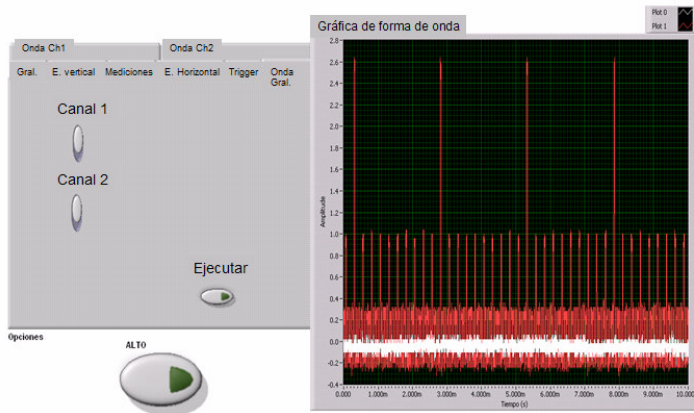 Onda Ch1
Onda Ch2
Gral.
E. vertical
Mediciones
E. Horizontal
Trigger
Onda Gral.
Canal 1
Canal 2
Ejecutar
Opciones
ALTO
Gráfica de forma de onda
Plot 0
Plot 1
Amplitude
2.8
2.6
2.4
2.2
2.0
1.8
1.6
1.4
1.2
1.0
0.8
0.6
0.4
0.2
0.0
-0.2
-0.4
0.000
1.000m
2.000m
3.000m
4.000m
5.000m
6.000m
7.000m
8.000m
9.000m
Tiempo (s)